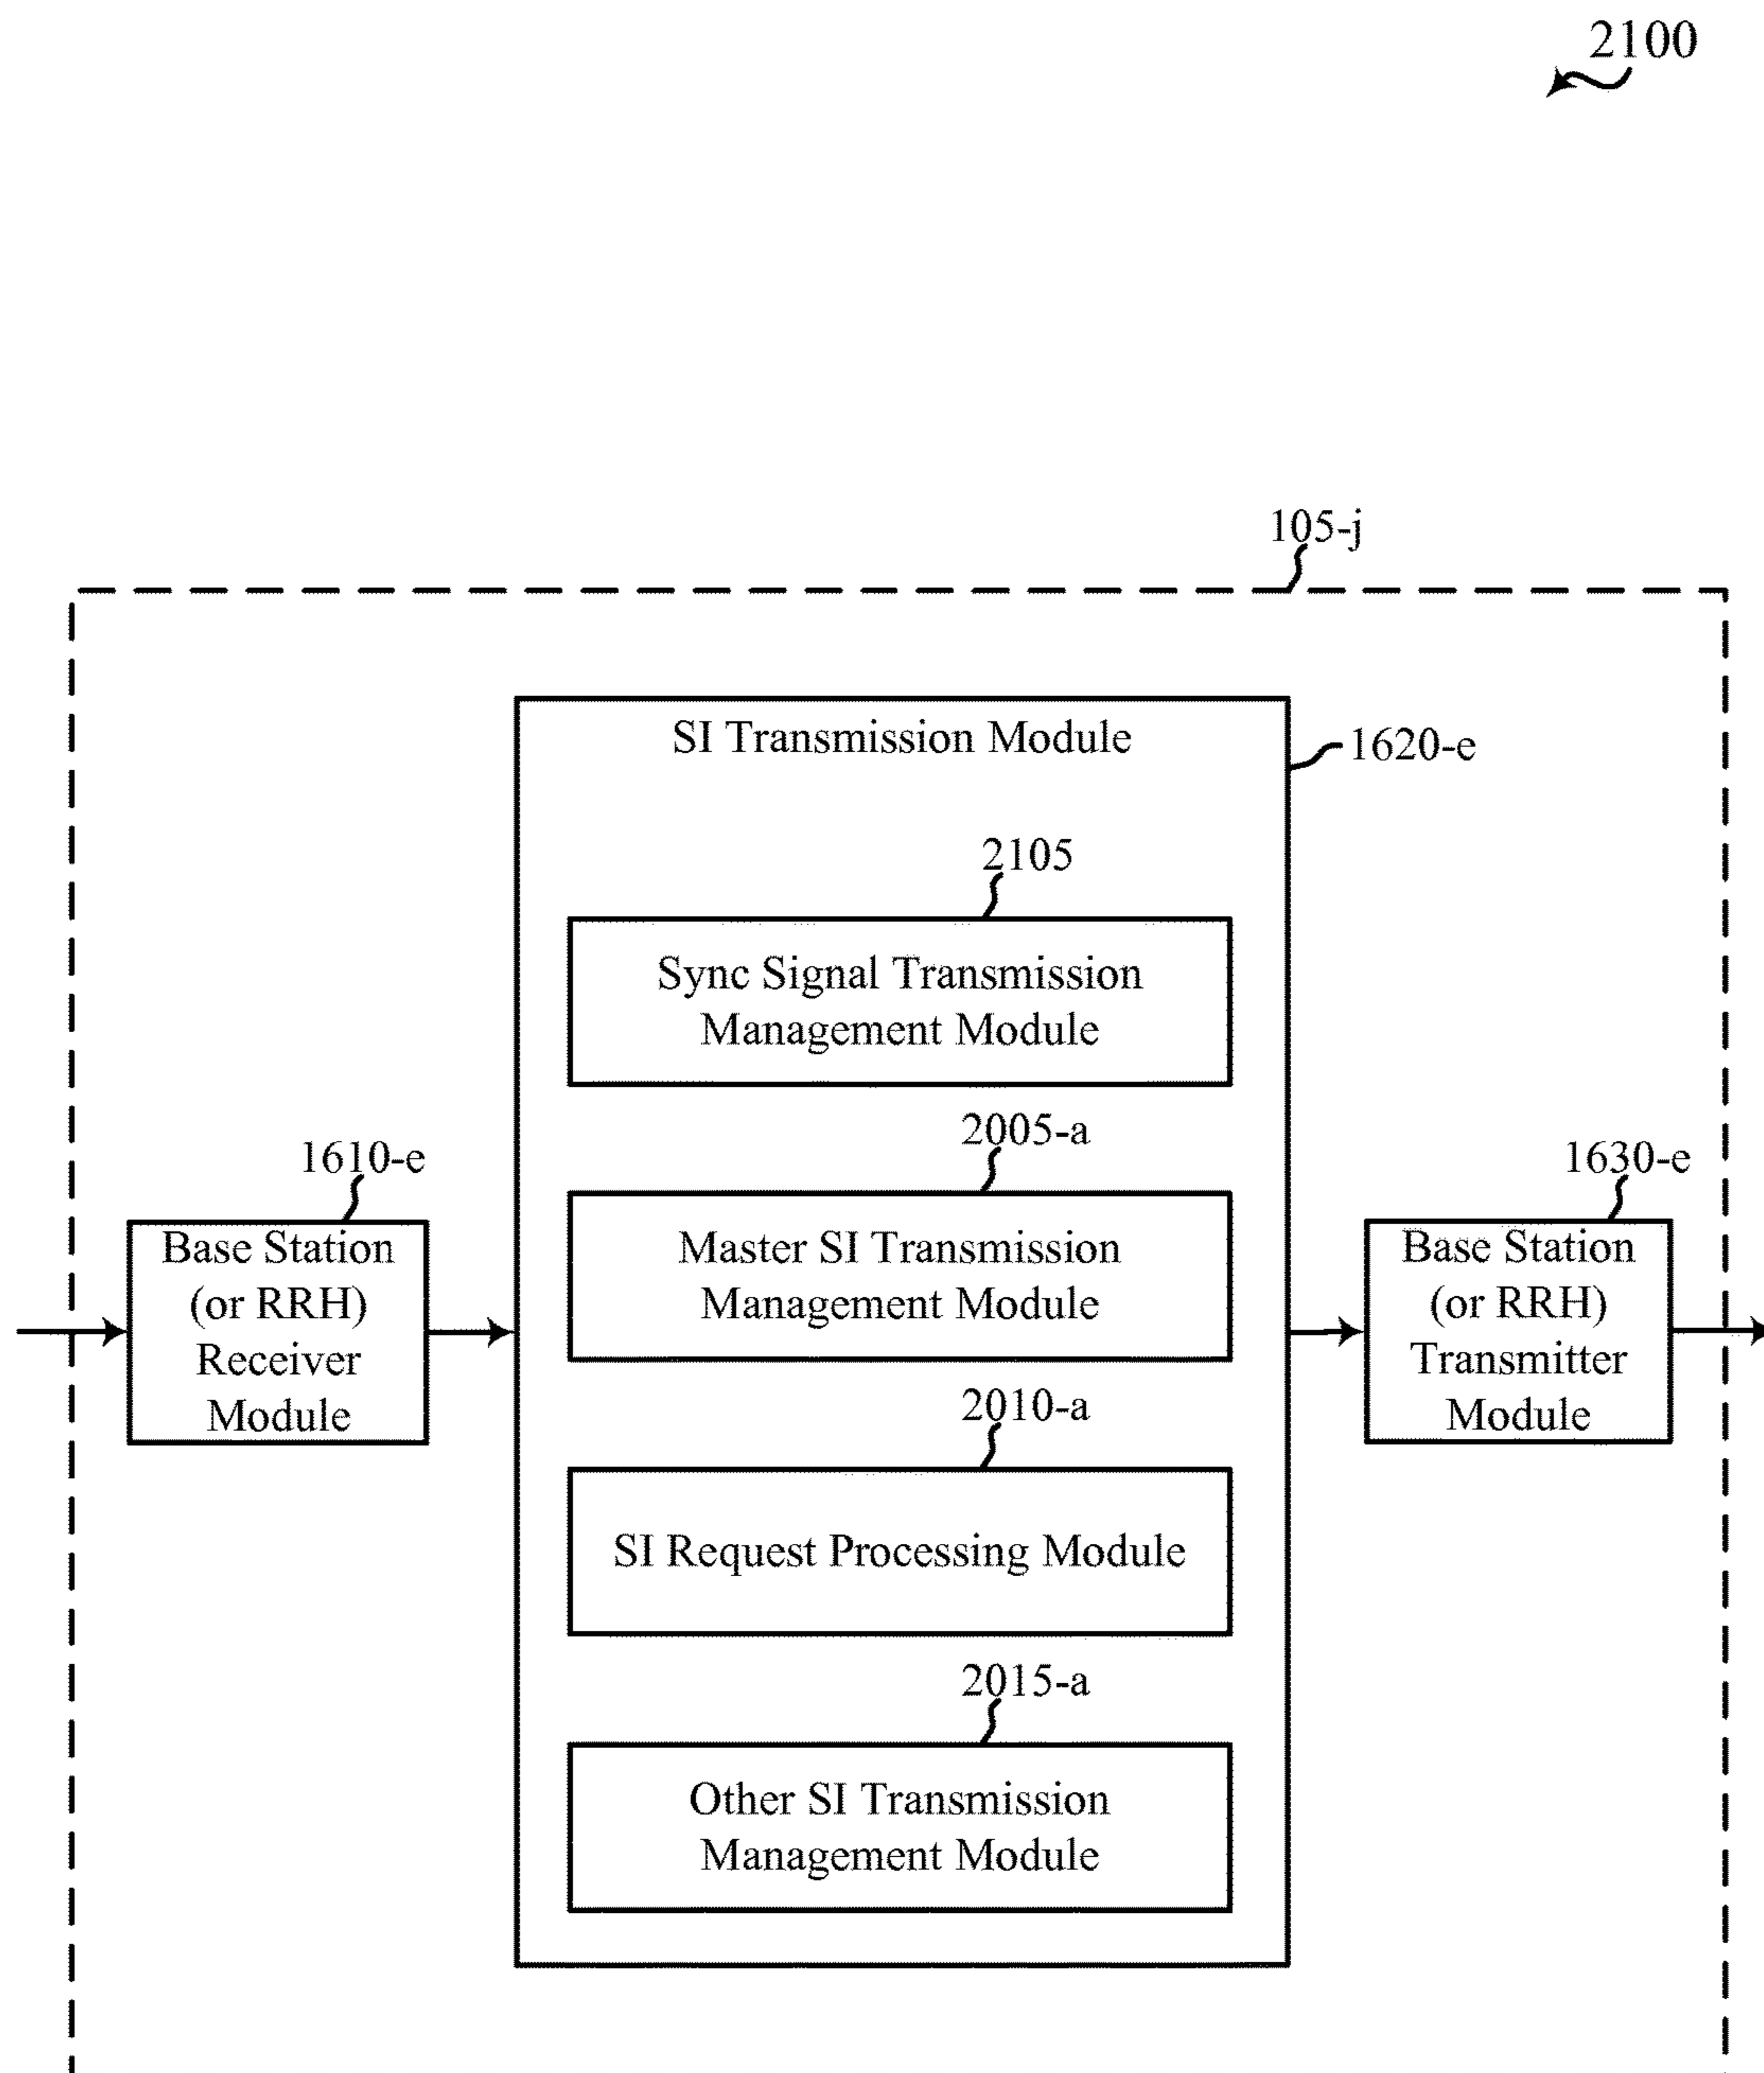 2100
105-j
SI Transmission Module
1620-e
2105
Sync Signal Transmission
Management Module
2005-a
1610-e
1630-e
Base Station
(or RRH)
Receiver
Module
Master SI Transmission
Management Module
Base Station
(or RRH)
Transmitter
Module
2010-a
SI Request Processing Module
2015-a
Other SI Transmission
Management Module